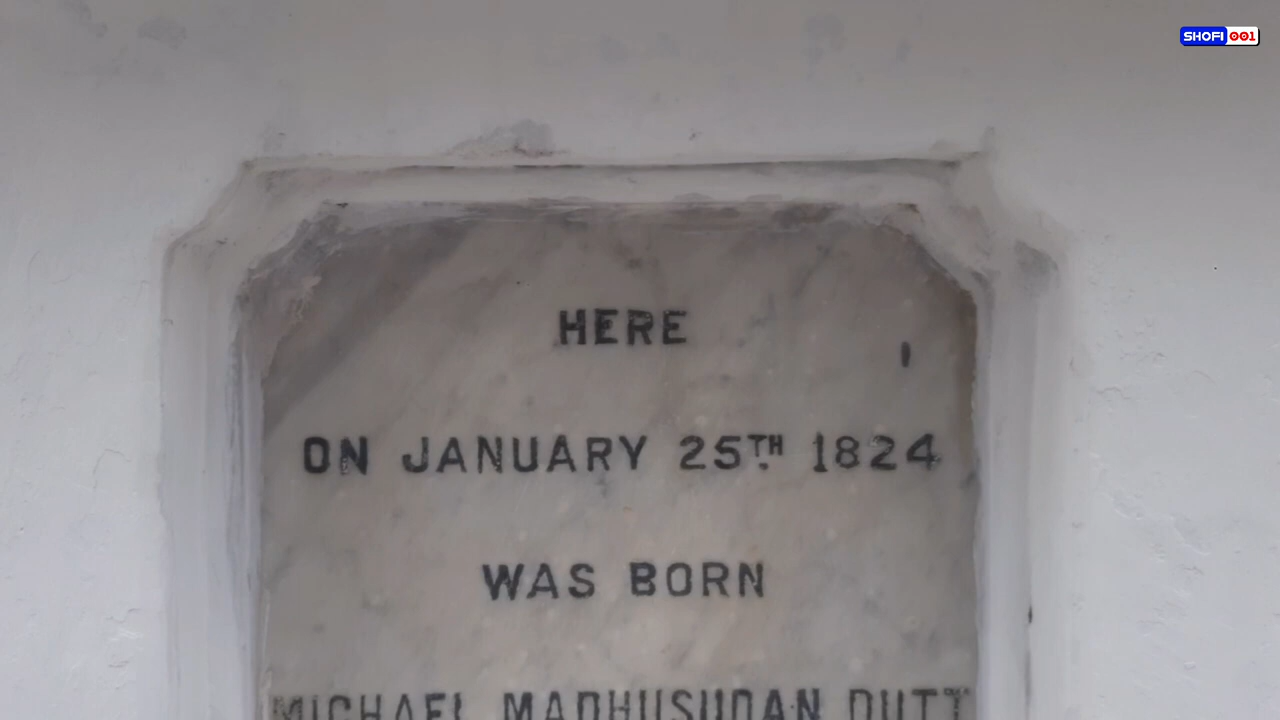 SHOFI 001
HERE
ON JANUARY 25TH 1824
WAS BORN
MICHAEL MADHUSUDAN DUTT